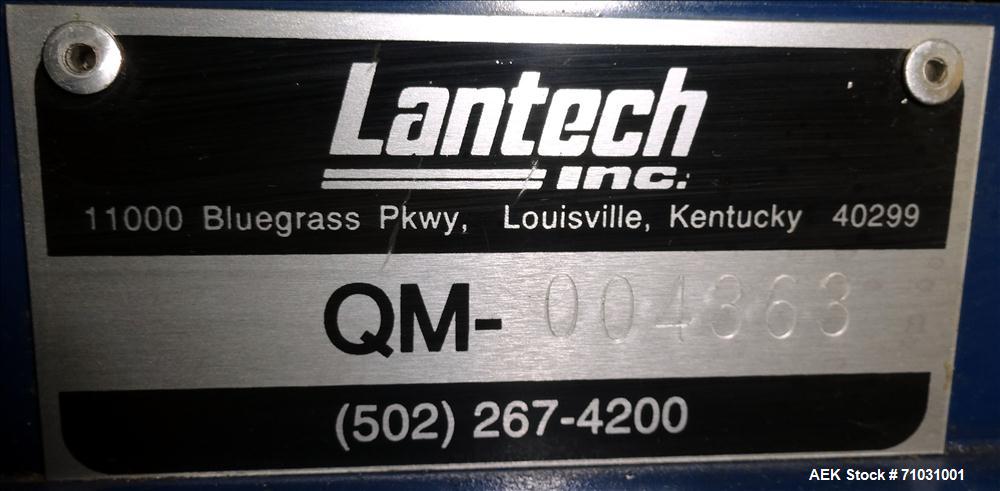 Lantech
inc.
11000 Bluegrass Pkwy, Louisville, Kentucky 40299
QM- 004363
(502) 267-4200
AEK Stock # 71031001